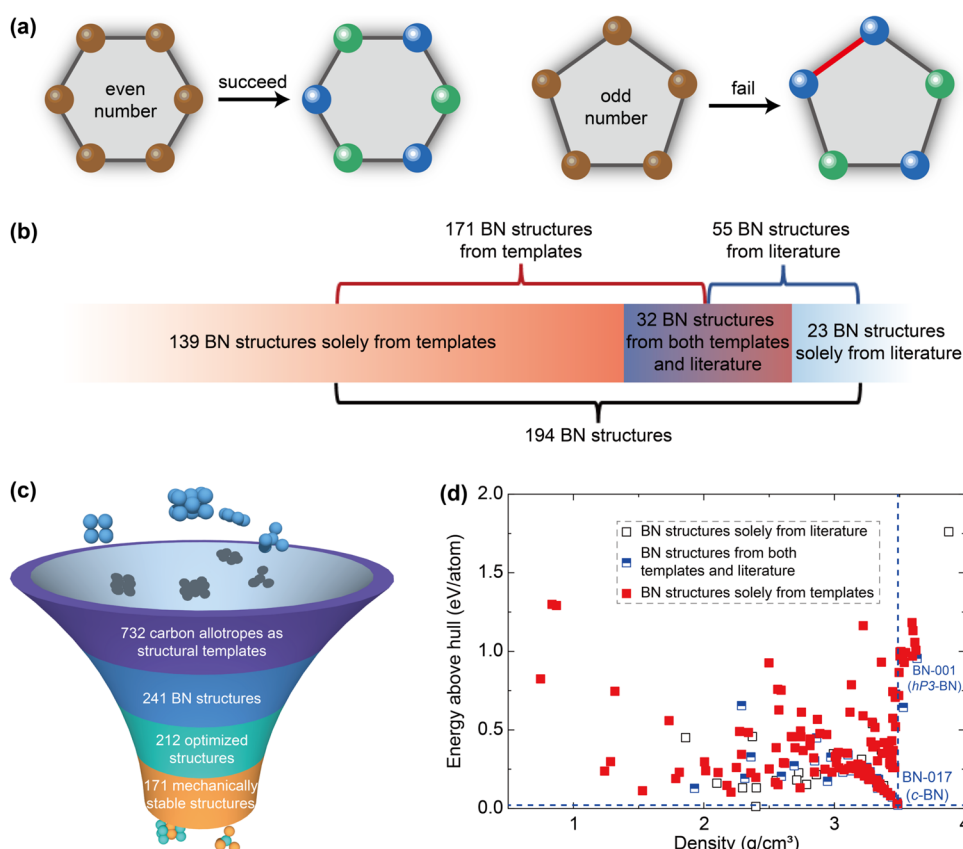 (a)
even
number
succeed
odd
number
fail
(b)
171 BN structures
from templates
55 BN structures
from literature
139 BN structures solely from templates
32 BN structures
from both templates
and literature
23 BN structures
solely from literature
194 BN structures
(c)
732 carbon allotropes as
structural templates
241 BN structures
212 optimized
structures
171 mechanically
stable structures
(d)
Energy above hull (eV/atom)
2.0
1.5
1.0
0.5
0.0
BN structures solely from literature
BN structures from both
templates and literature
BN structures solely from templates
BN-001
(hP3-BN)
BN-017
(c-BN)
1
2
3
4
Density (g/cm³)